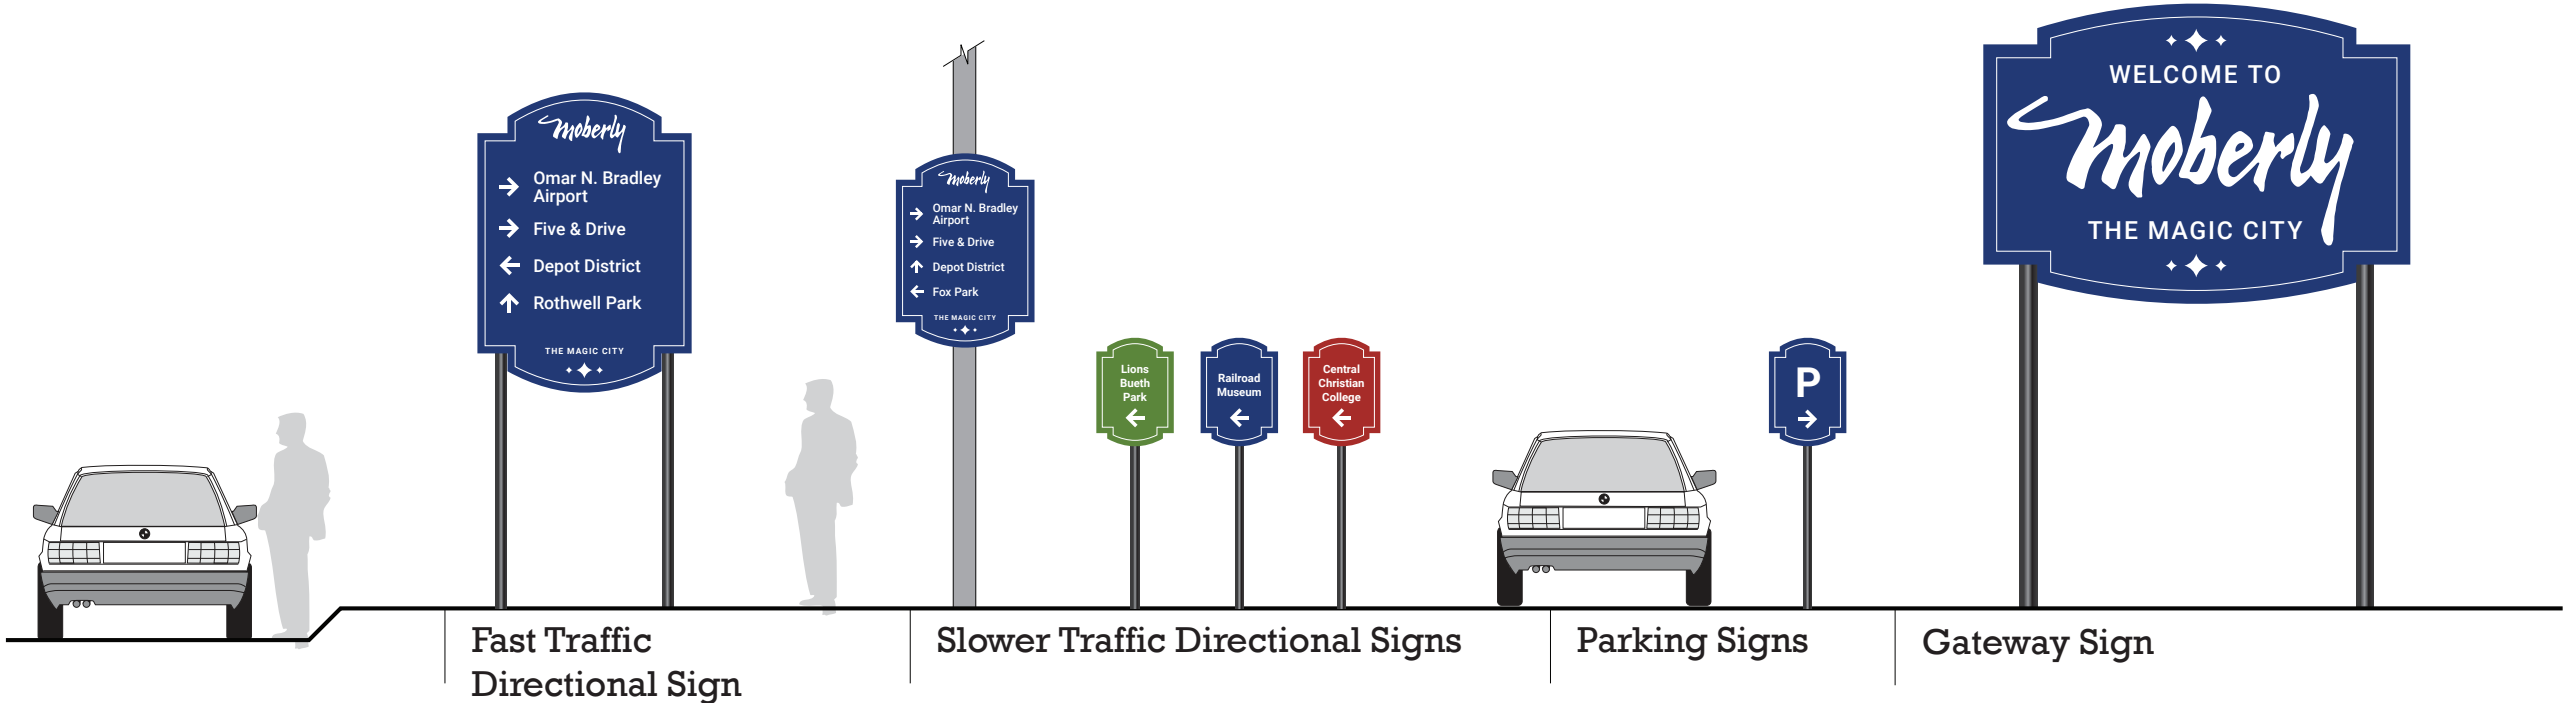 moberly
Omar N. Bradley
Airport
Five & Drive
Depot District
Rothwell Park
THE MAGIC CITY
moberly
Omar N. Bradley
Airport
Five & Drive
Depot District
Fox Park
THE MAGIC CITY
Lions
Bueth
Park
Railroad
Museum
Central
Christian
College
P
WELCOME TO
moberly
THE MAGIC CITY
Fast Traffic
Directional Sign
Slower Traffic Directional Signs
Parking Signs
Gateway Sign